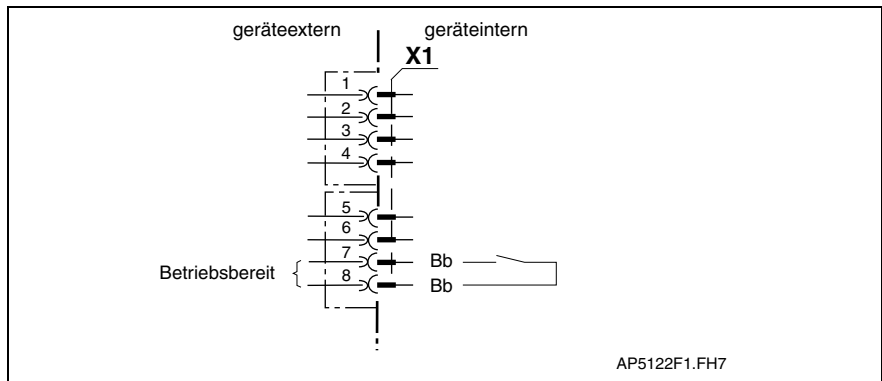 geräteextern geräteintern
X1
1
2
3
4
5
6
7 Bb
Betriebsbereit
8 Bb
AP5122F1.FH7